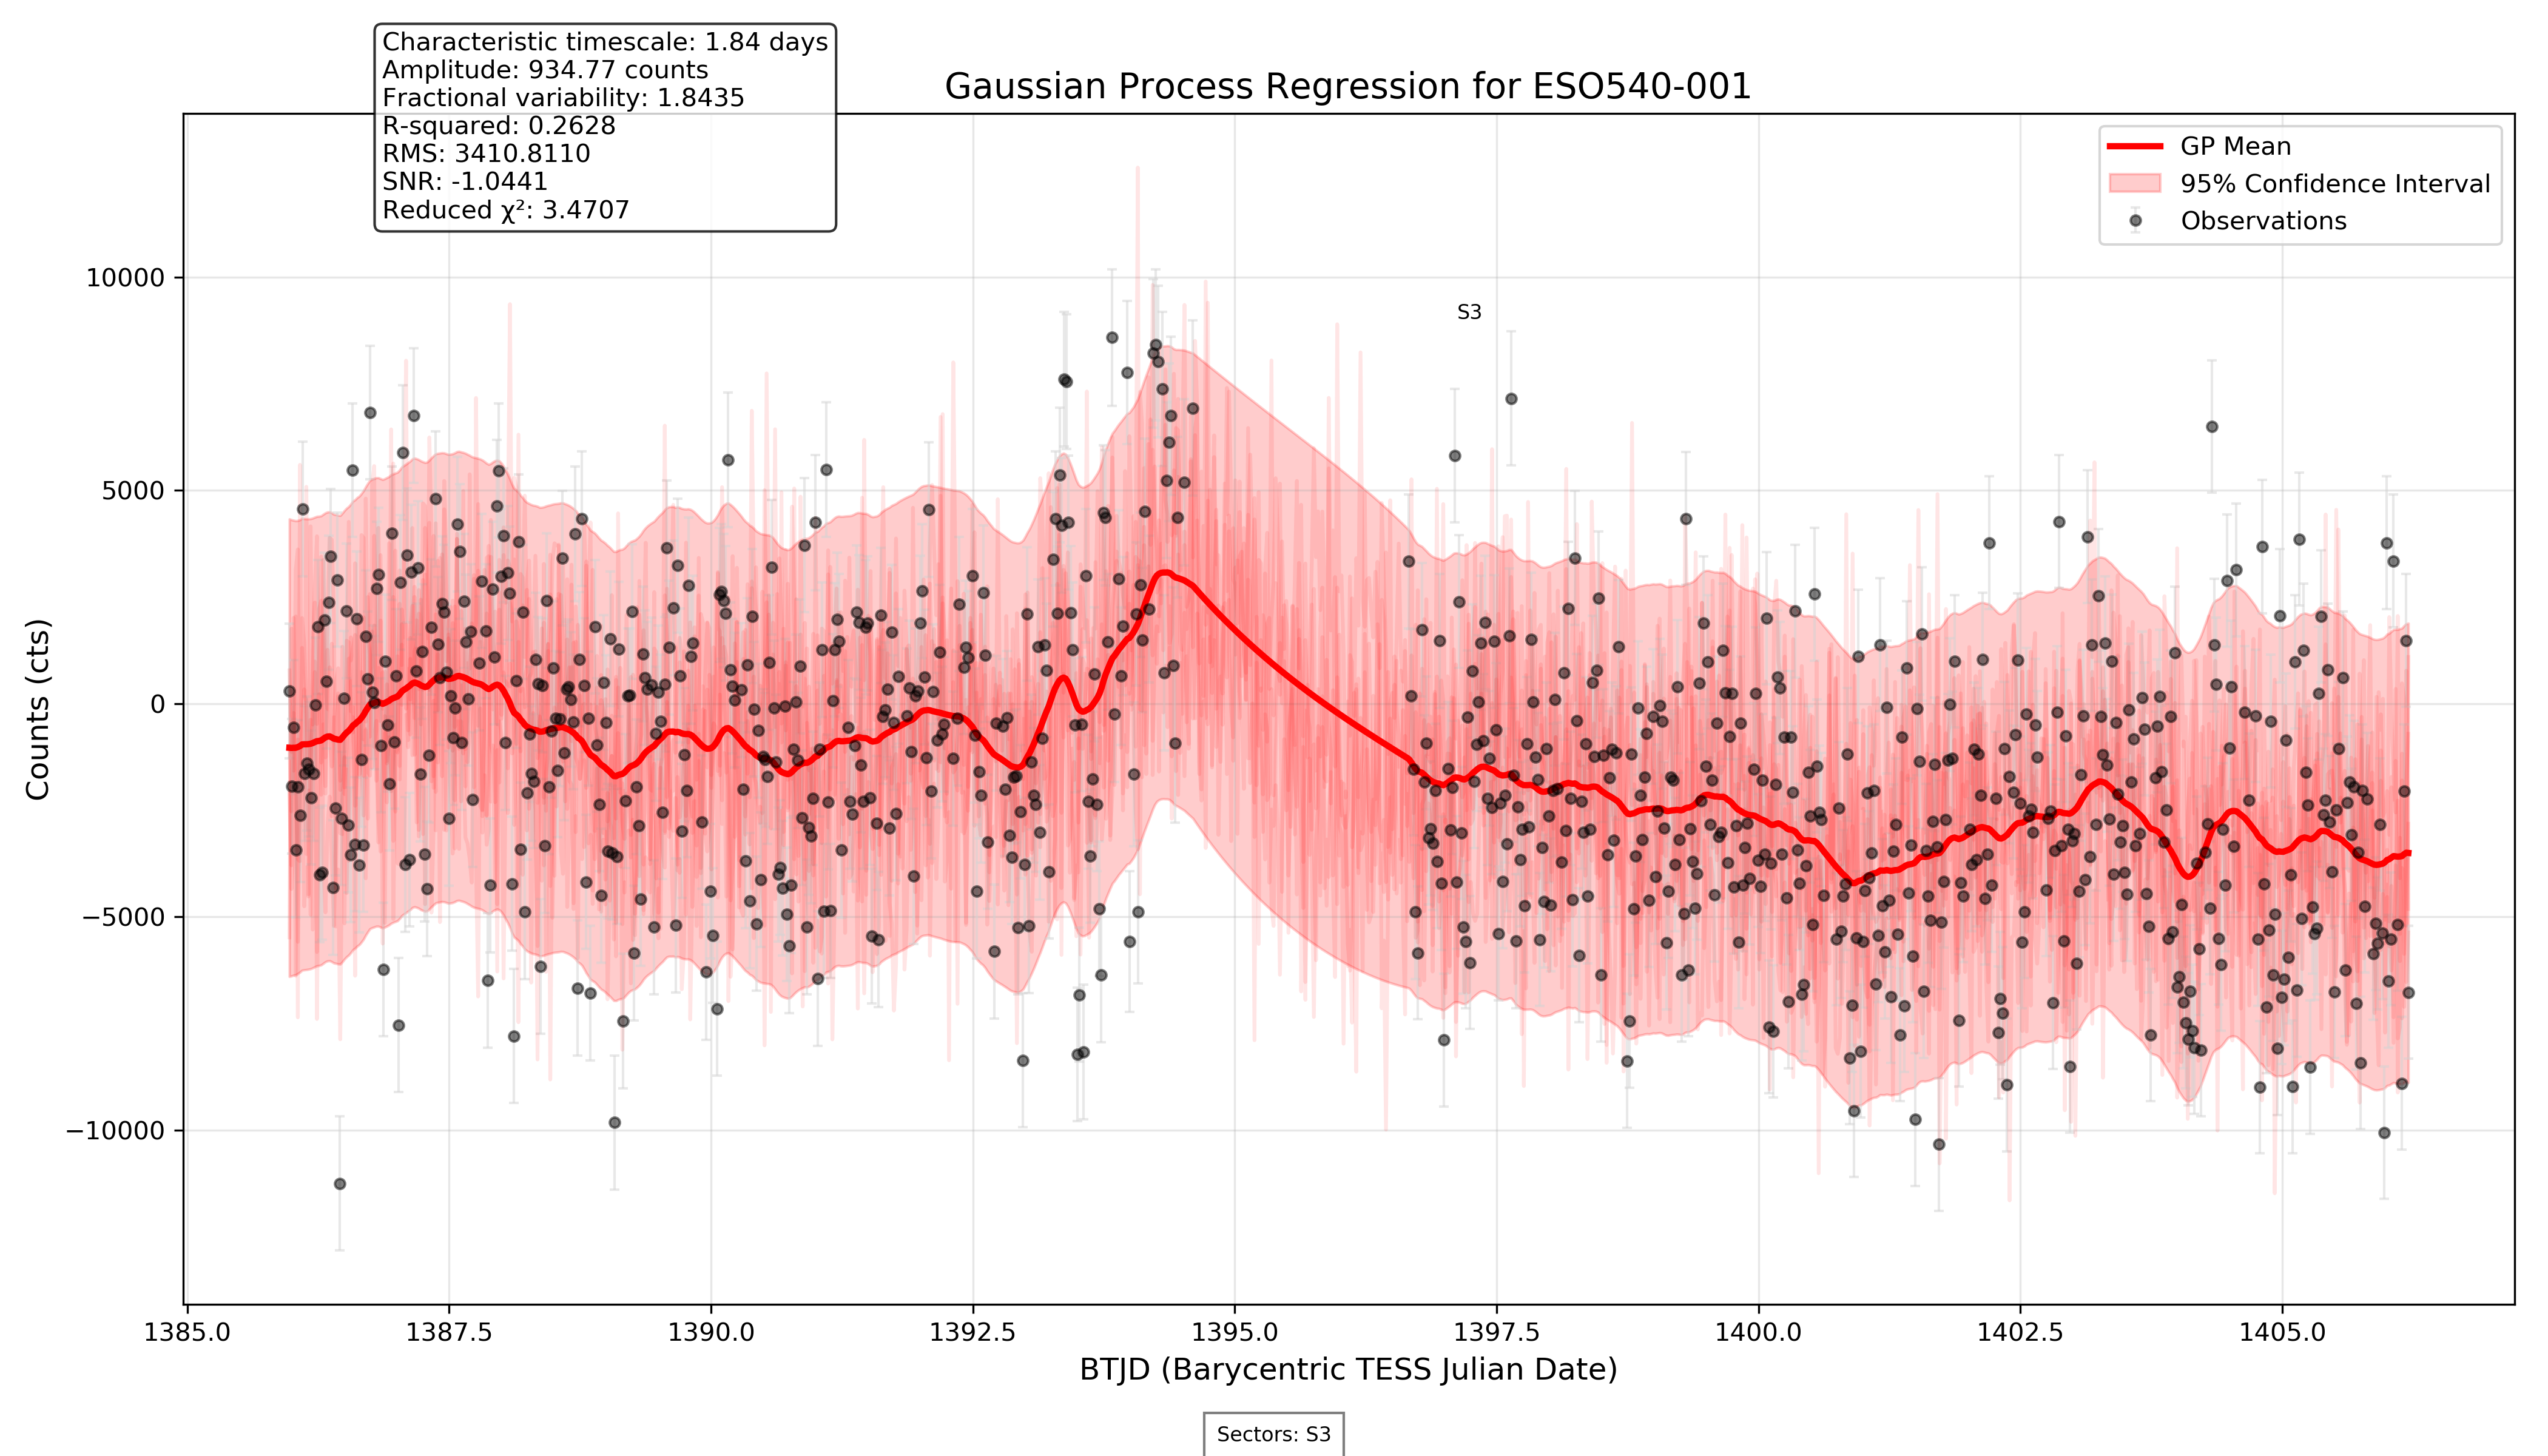 Characteristic timescale: 1.84 days
Amplitude: 934.77 counts
Fractional variability: 1.8435
R-squared: 0.2628
RMS: 3410.8110
SNR: -1.0441
Reduced χ²: 3.4707
Gaussian Process Regression for ESO540-001
GP Mean
95% Confidence Interval
Observations
S3
10000
5000
0
−5000
−10000
Counts (cts)
1385.0 1387.5 1390.0 1392.5 1395.0 1397.5 1400.0 1402.5 1405.0
BTJD (Barycentric TESS Julian Date)
Sectors: S3